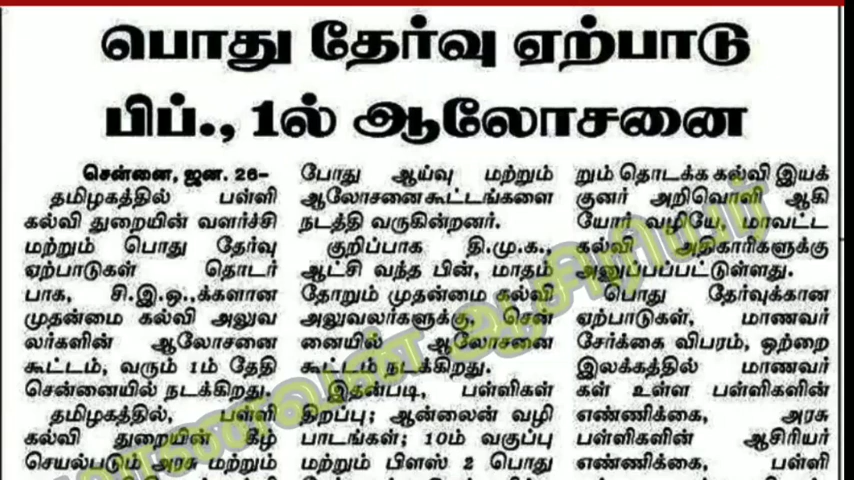 பொது தேர்வு ஏற்பாடு
பிப்., 1ல் ஆலோசனை
சென்னை, ஜன. 26–
தமிழகத்தில் பள்ளி
கல்வி துறையின் வளர்ச்சி
மற்றும் பொது தேர்வு
ஏற்பாடுகள் தொடர்
பாக, சி.இ.ஓ.,க்களான
முதன்மை கல்வி அலுவ
லர்களின் ஆலோசனை
கூட்டம், வரும் 1ம் தேதி
சென்னையில் நடக்கிறது.
தமிழகத்தில், பள்ளி
கல்வி துறையின் கீழ்
செயல்படும் அரசு மற்றும்
போது ஆய்வு மற்றும்
ஆலோசனை கூட்டங்களை
நடத்தி வருகின்றனர்.
குறிப்பாக தி.மு.க.,
ஆட்சி வந்த பின், மாதம்
தோறும் முதன்மை கல்வி
அலுவலர்களுக்கு, சென்
னையில் ஆலோசனை
கூட்டம் நடக்கிறது.
இதன்படி, பள்ளிகள்
திறப்பு; ஆன்லைன் வழி
பாடங்கள்; 10ம் வகுப்பு
மற்றும் பிளஸ் 2 பொது
றும் தொடக்க கல்வி இயக்
குனர் அறிவொளி ஆகி
யோர் வழியே, மாவட்ட
கல்வி அதிகாரிகளுக்கு
அனுப்பப்பட்டுள்ளது.
பொது தேர்வுக்கான
ஏற்பாடுகள், மாணவர்
சேர்க்கை விபரம், ஒற்றை
இலக்கத்தில் மாணவர்
கள் உள்ள பள்ளிகளின்
எண்ணிக்கை, அரசு
பள்ளிகளின் ஆசிரியர்
எண்ணிக்கை, பள்ளி